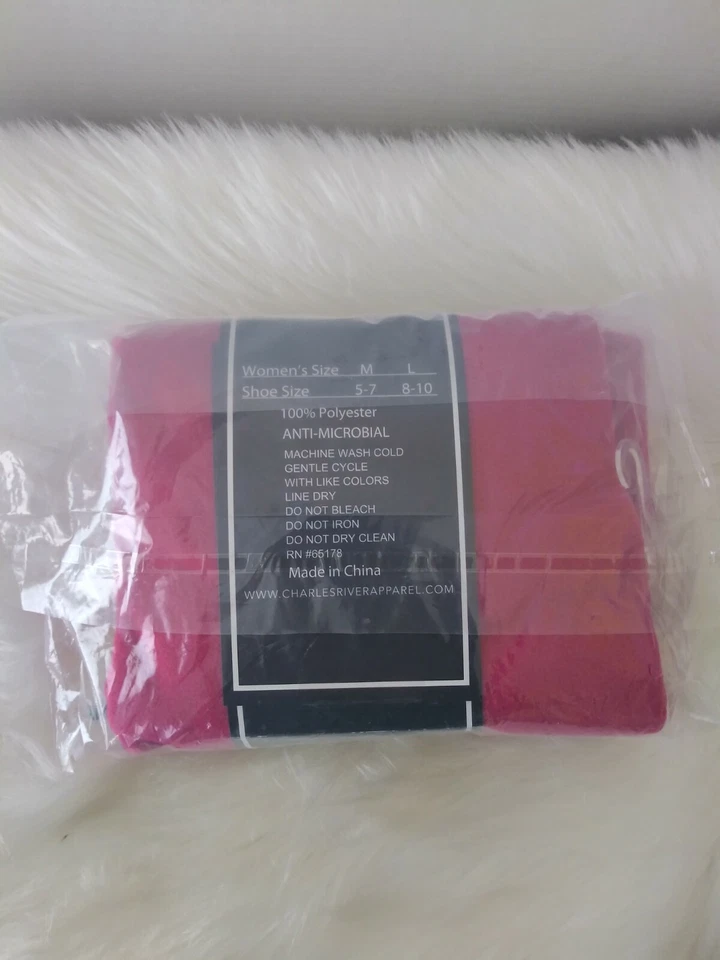 Women's Size M L
Shoe Size 5-7 8-10
100% Polyester
ANTI-MICROBIAL
MACHINE WASH COLD
GENTLE CYCLE
WITH LIKE COLORS
LINE DRY
DO NOT BLEACH
DO NOT IRON
DO NOT DRY CLEAN
RN #65178
Made in China
WWW.CHARLESRIVERAPPAREL.COM